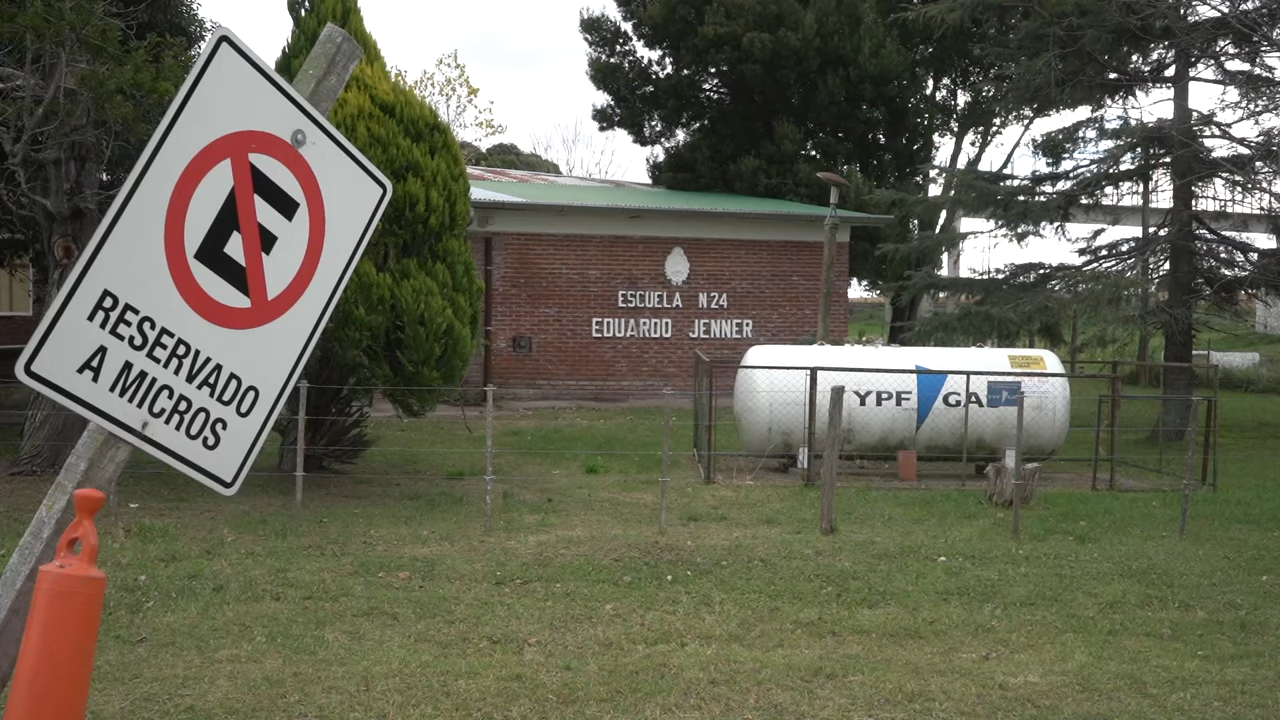 E
RESERVADO
A MICROS
ESCUELA N24
EDUARDO JENNER
YPF GAS